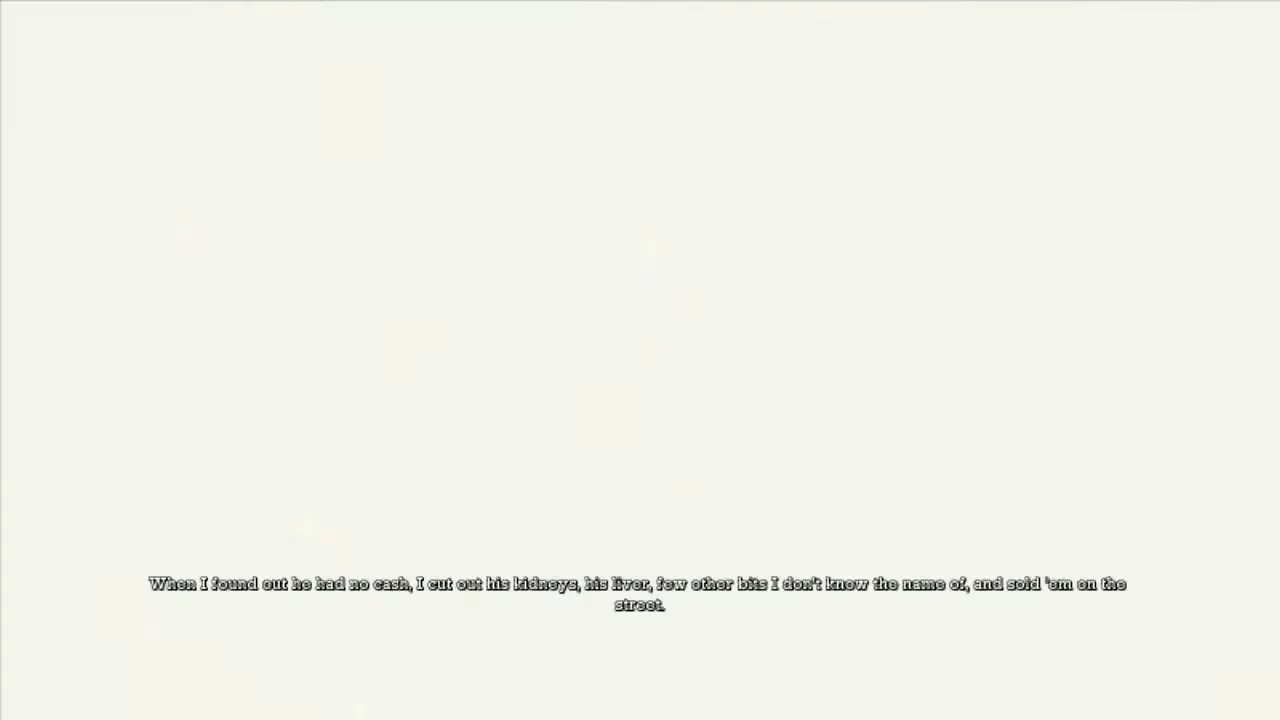 When I found out he had no cash, I cut out his kidneys, his liver, few other bits I don't know the name of, and sold 'em on the
street.